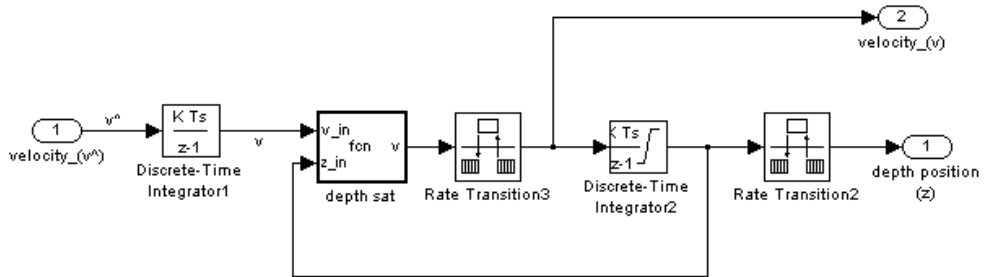 2
velocity_(v)
1
velocity_(v^)
v^
K Ts
z-1
Discrete-Time
Integrator1
v
v_in
z_in
fcn
v
depth sat
Rate Transition3
K Ts
z-1
Discrete-Time
Integrator2
Rate Transition2
1
depth position
(z)